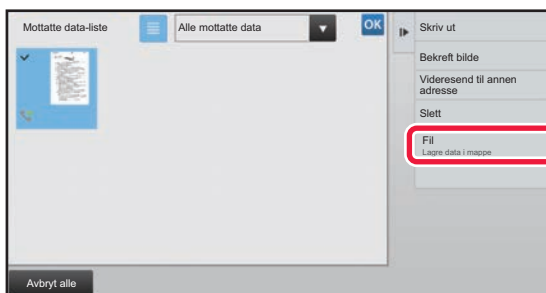 Mottatte data-liste
Alle mottatte data
OK
Skriv ut
Bekreft bilde
Videresend til annen
adresse
Slett
Fil
Lagre data i mappe
Avbryt alle